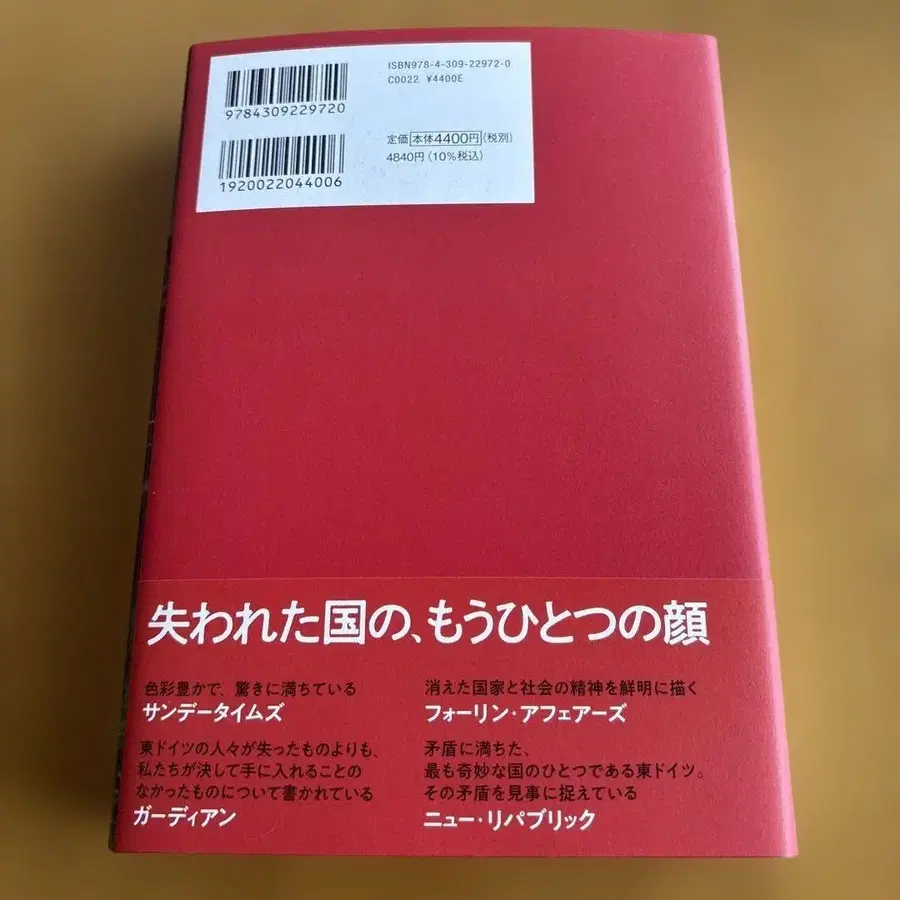 ISBN978-4-309-22972-0
C0022 ¥4400E
9784309229720
定価 本体4400円(税別)
4840円(10%税込)
1920022044006
失われた国の、もうひとつの顔
色彩豊かで、驚きに満ちている
サンデータイムズ
東ドイツの人々が失ったものよりも、
私たちが決して手に入れることの
なかったものについて書かれている
ガーディアン
消えた国家と社会の精神を鮮明に描く
フォーリン・アフェアーズ
矛盾に満ちた、
最も奇妙な国のひとつである東ドイツ。
その矛盾を見事に捉えている
ニュー・リパブリック